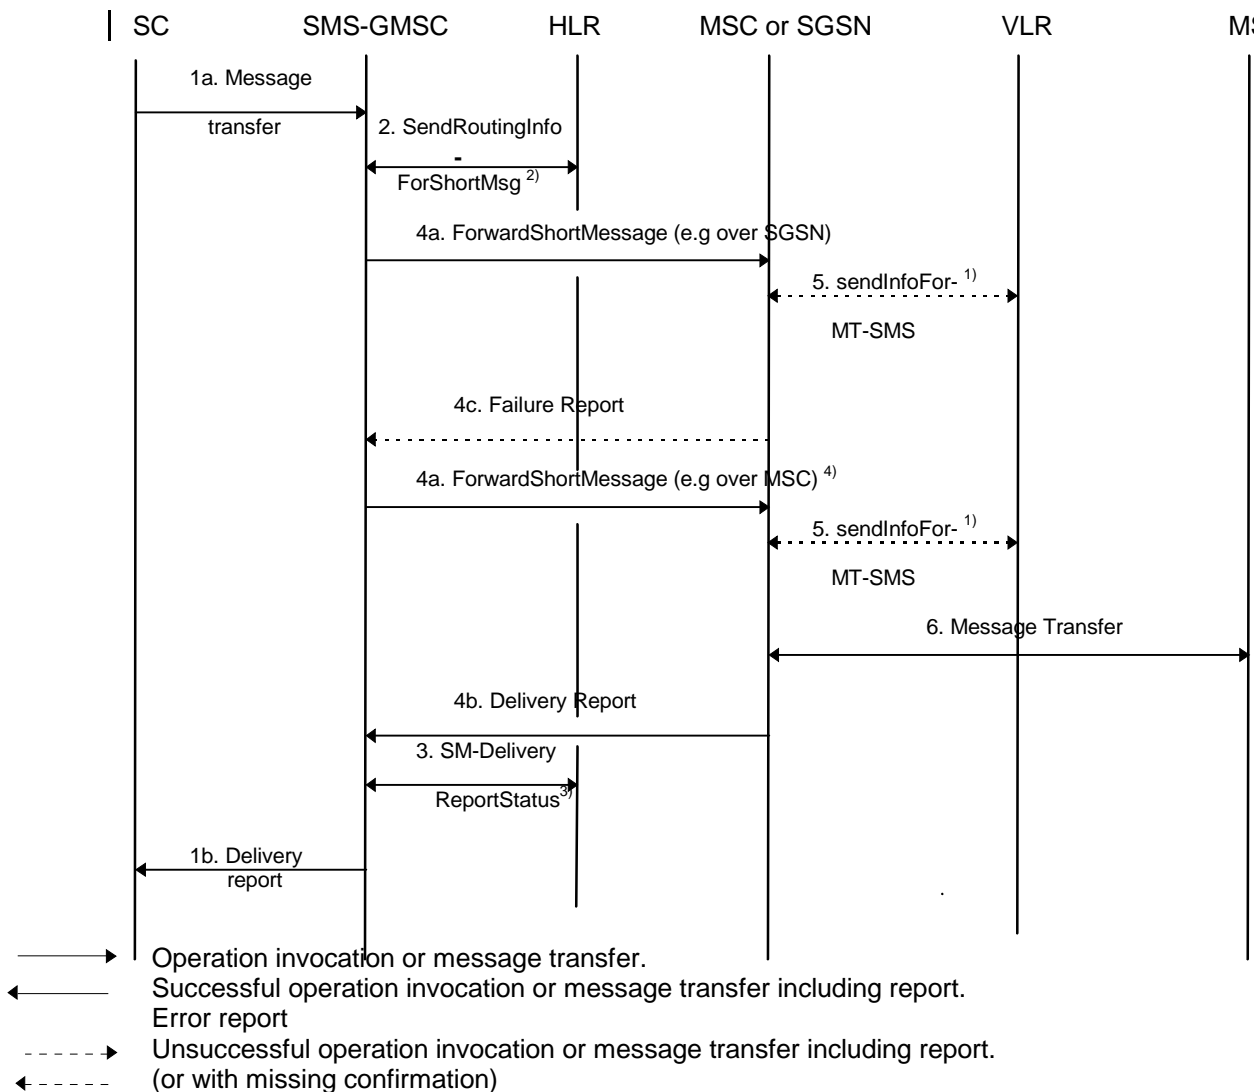 SC SMS-GMSC HLR MSC or SGSN VLR MS
1a. Message
transfer
2. SendRoutingInfo
-
ForShortMsg 2)
4a. ForwardShortMessage (e.g over SGSN)
5. sendInfoFor- 1)
MT-SMS
4c. Failure Report
4a. ForwardShortMessage (e.g over MSC) 4)
5. sendInfoFor- 1)
MT-SMS
6. Message Transfer
4b. Delivery Report
3. SM-Delivery
ReportStatus3)
1b. Delivery
report
.
Operation invocation or message transfer.
Successful operation invocation or message transfer including report.
Error report
Unsuccessful operation invocation or message transfer including report.
(or with missing confirmation)